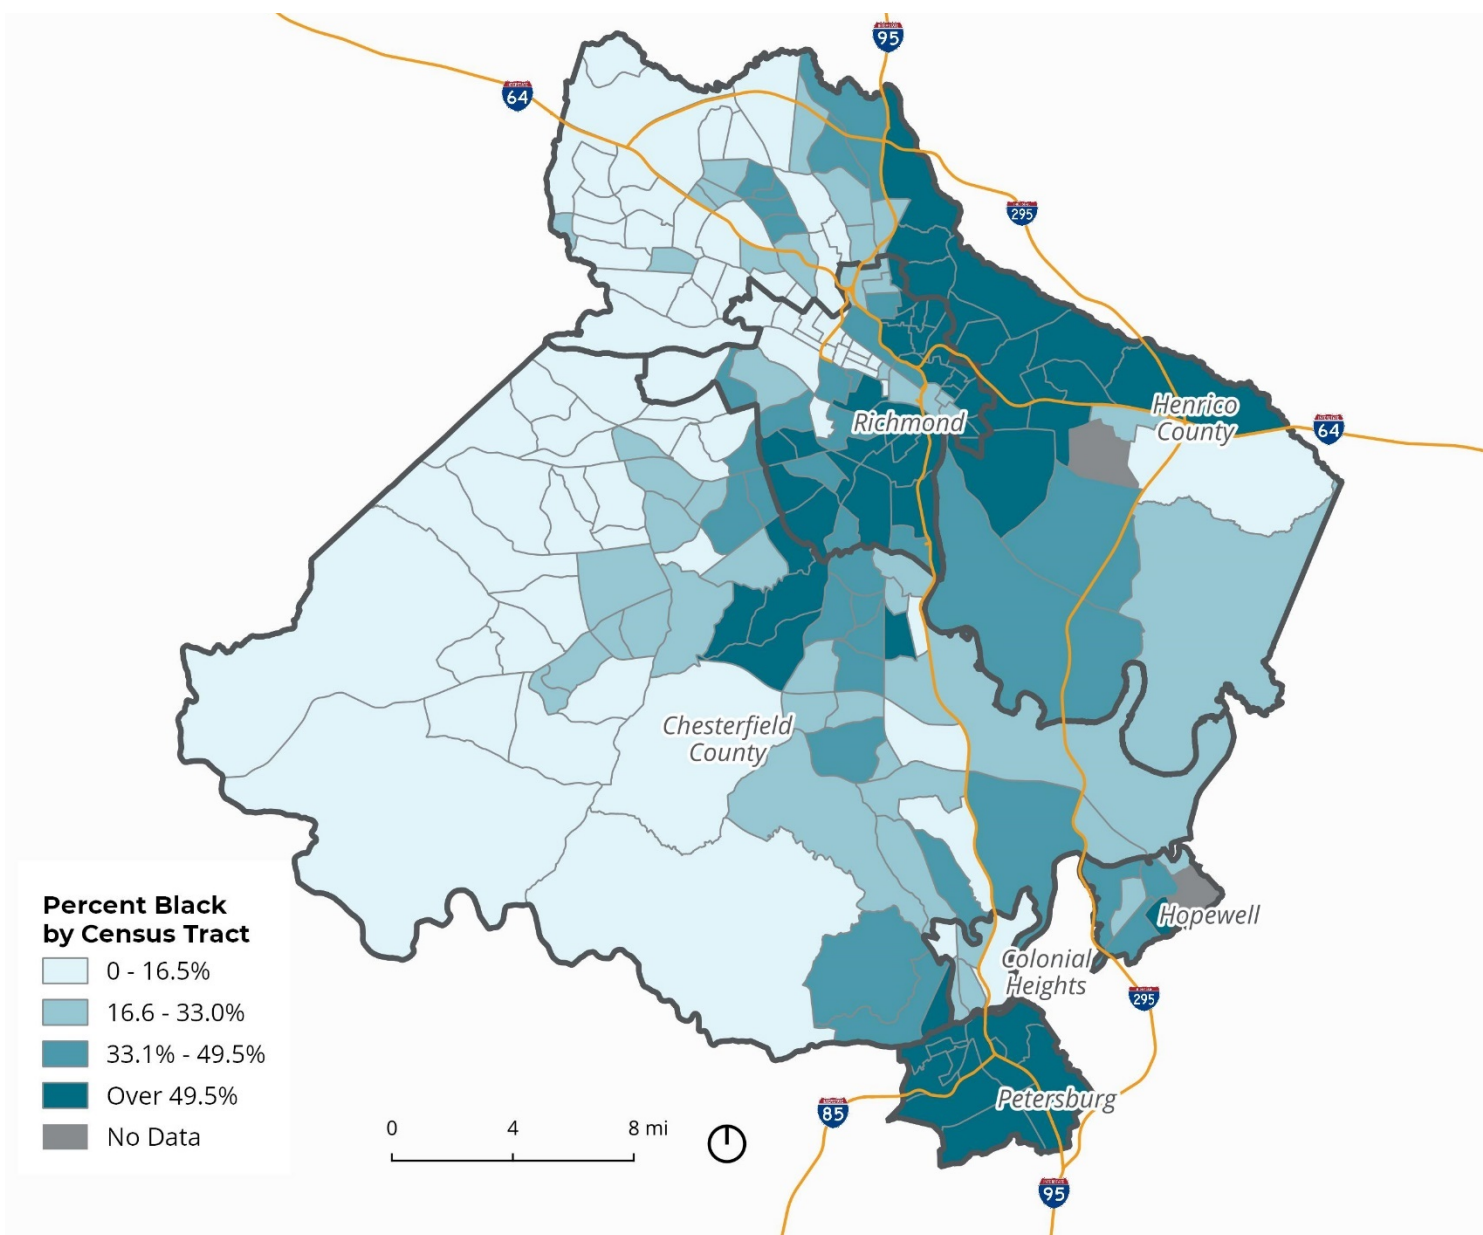 95
64
295
Henrico
County
64
Richmond
Chesterfield
County
Hopewell
Colonial
Heights
295
Petersburg
85
95
Percent Black
by Census Tract
0 - 16.5%
16.6 - 33.0%
33.1% - 49.5%
Over 49.5%
No Data
0 4 8 mi